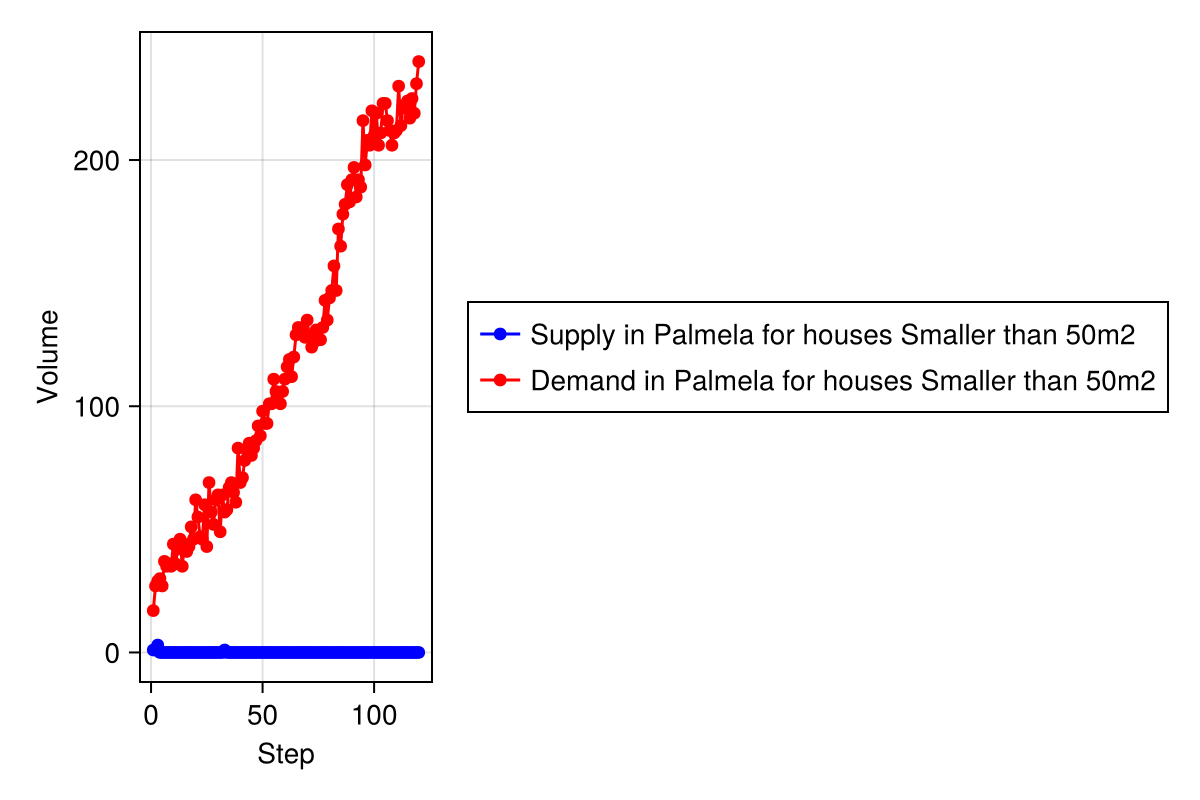 Volume
200
100
0
0 50 100
Step
Supply in Palmela for houses Smaller than 50m2
Demand in Palmela for houses Smaller than 50m2